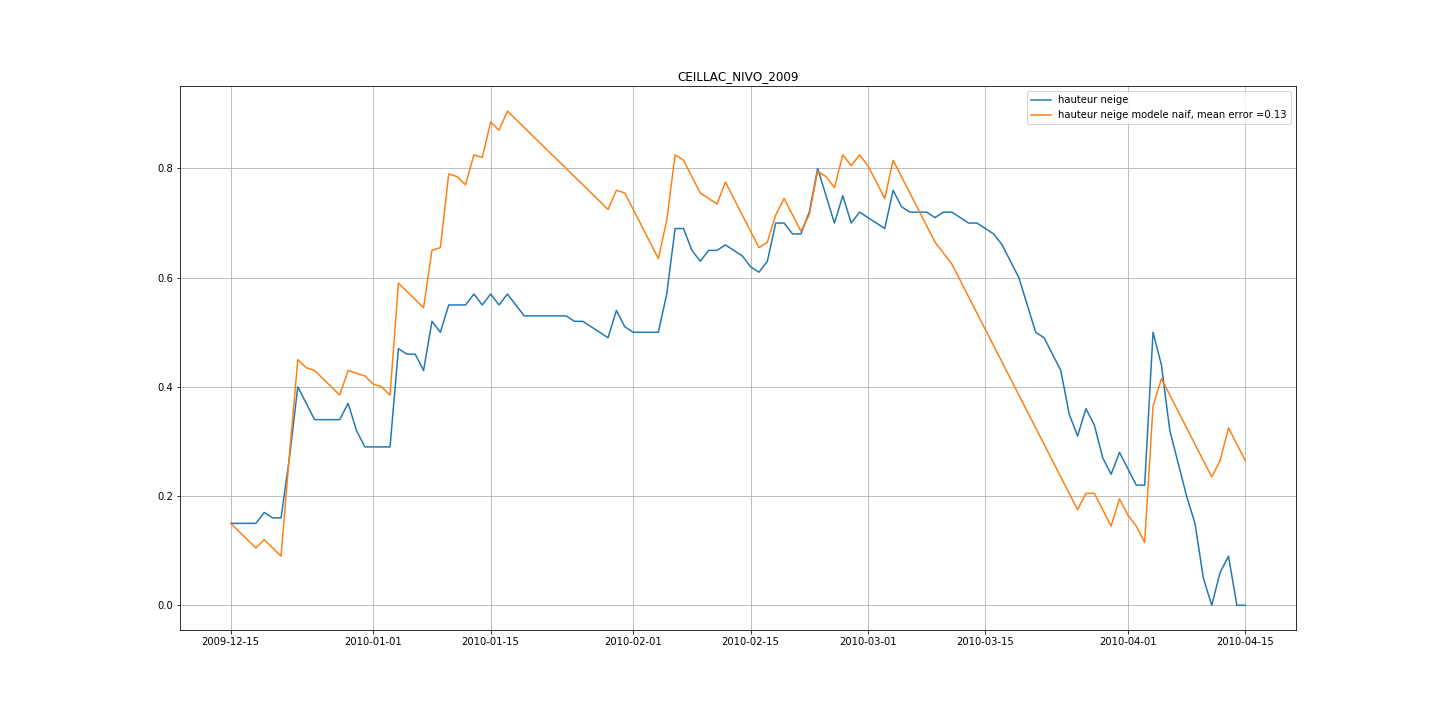 CEILLAC_NIVO_2009
hauteur neige
hauteur neige modele naif, mean error =0.13
0.8
0.6
0.4
0.2
0.0
2009-12-15 2010-01-01 2010-01-15 2010-02-01 2010-02-15 2010-03-01 2010-03-15 2010-04-01 2010-04-15